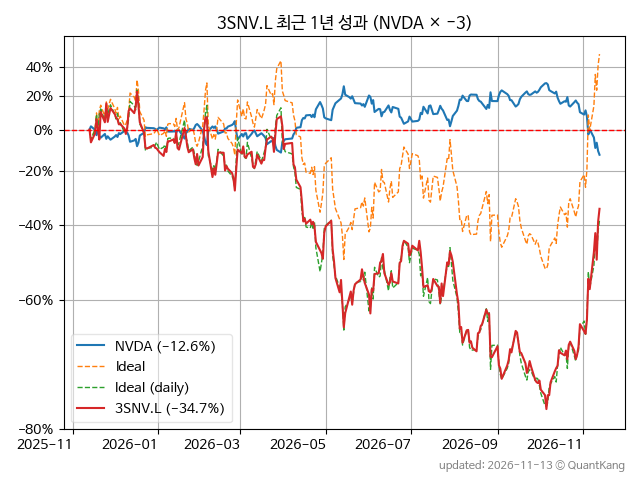 3SNV.L 최근 1년 성과 (NVDA × −3)
40%
20%
0%
−20%
−40%
−60%
−80%
NVDA (−12.6%)
Ideal
Ideal (daily)
3SNV.L (−34.7%)
2025-11
2026-01
2026-03
2026-05
2026-07
2026-09
2026-11
updated: 2026-11-13 ⓒ QuantKang